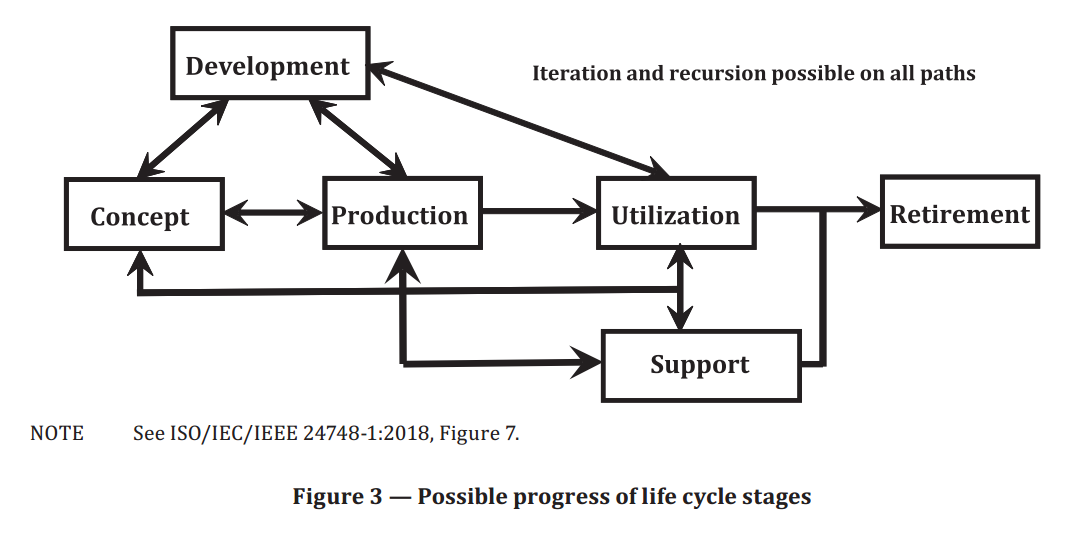 Development
Iteration and recursion possible on all paths
Concept
Production
Utilization
Retirement
Support
NOTE See ISO/IEC/IEEE 24748-1:2018, Figure 7.
Figure 3 — Possible progress of life cycle stages